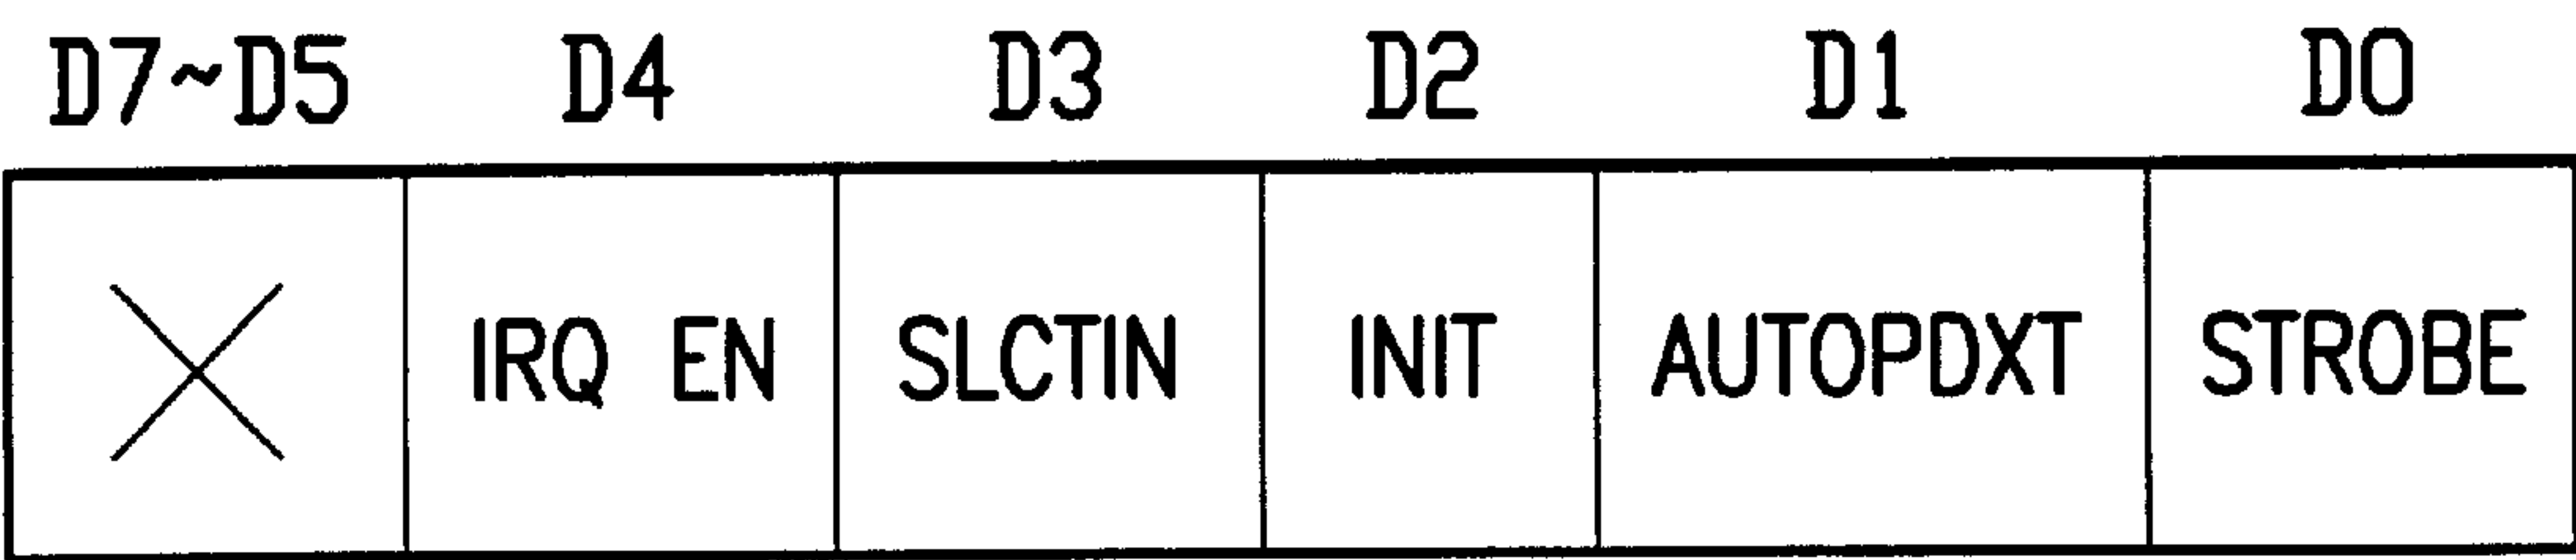 D7~D5 D4 D3 D2 D1 D0
IRQ EN SLCTIN INIT AUTOPDXT STROBE